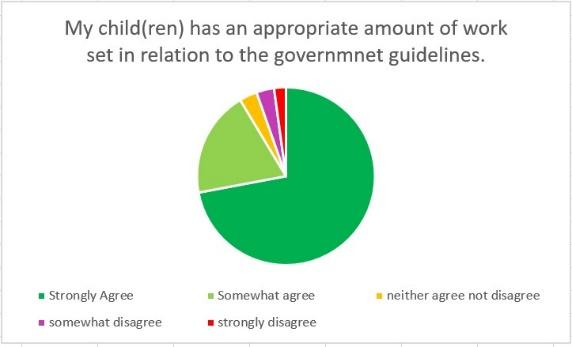 My child(ren) has an appropriate amount of work
set in relation to the governmnet guidelines.
Strongly Agree
Somewhat agree
neither agree not disagree
somewhat disagree
strongly disagree